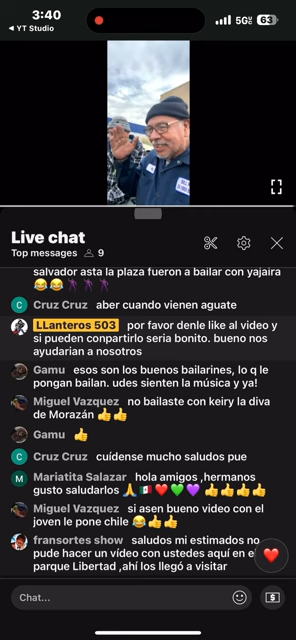 3:40
5G
63
YT Studio
Live chat
Top messages 9
salvador asta la plaza fueron a bailar con yajaira
😂😂🕺🕺🕺
C Cruz Cruz aber cuando vienen aguate
LLanteros 503 por favor denle like al video y
si pueden conpartirlo seria bonito. bueno nos
ayudarian a nosotros
Gamu esos son los buenos bailarines, lo q le
pongan bailan. udes sienten la música y ya!
Miguel Vazquez no bailaste con keiry la diva
de Morazán 👍👍
Gamu 👍
C Cruz Cruz cuídense mucho saludos pue
M Mariatita Salazar hola amigos ,hermanos
gusto saludarlos 🙏🇲🇽❤️💚💜👍👍👍👍
Miguel Vazquez si asen bueno video con el
joven le pone chile 😂👍👍
fransortes show saludos mi estimados no
pude hacer un vídeo con ustedes aquí en e
parque Libertad ,ahí los llegó a visitar
Chat...